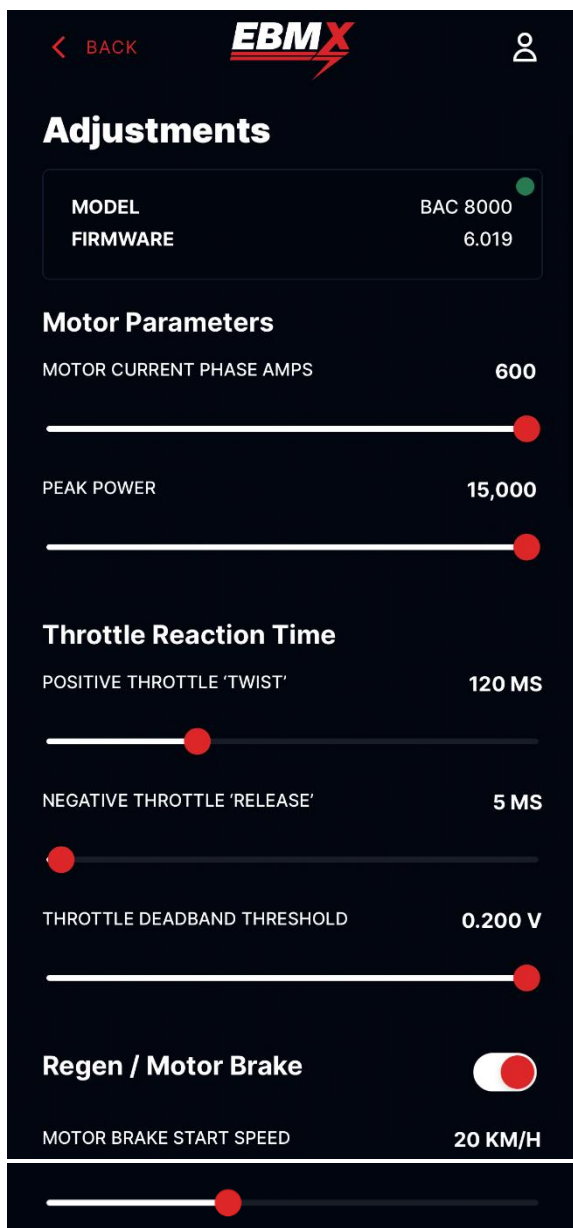 BACK
EBMX
Adjustments
MODEL BAC 8000
FIRMWARE 6.019
Motor Parameters
MOTOR CURRENT PHASE AMPS 600
PEAK POWER 15,000
Throttle Reaction Time
POSITIVE THROTTLE ‘TWIST’ 120 MS
NEGATIVE THROTTLE ‘RELEASE’ 5 MS
THROTTLE DEADBAND THRESHOLD 0.200 V
Regen / Motor Brake
MOTOR BRAKE START SPEED 20 KM/H